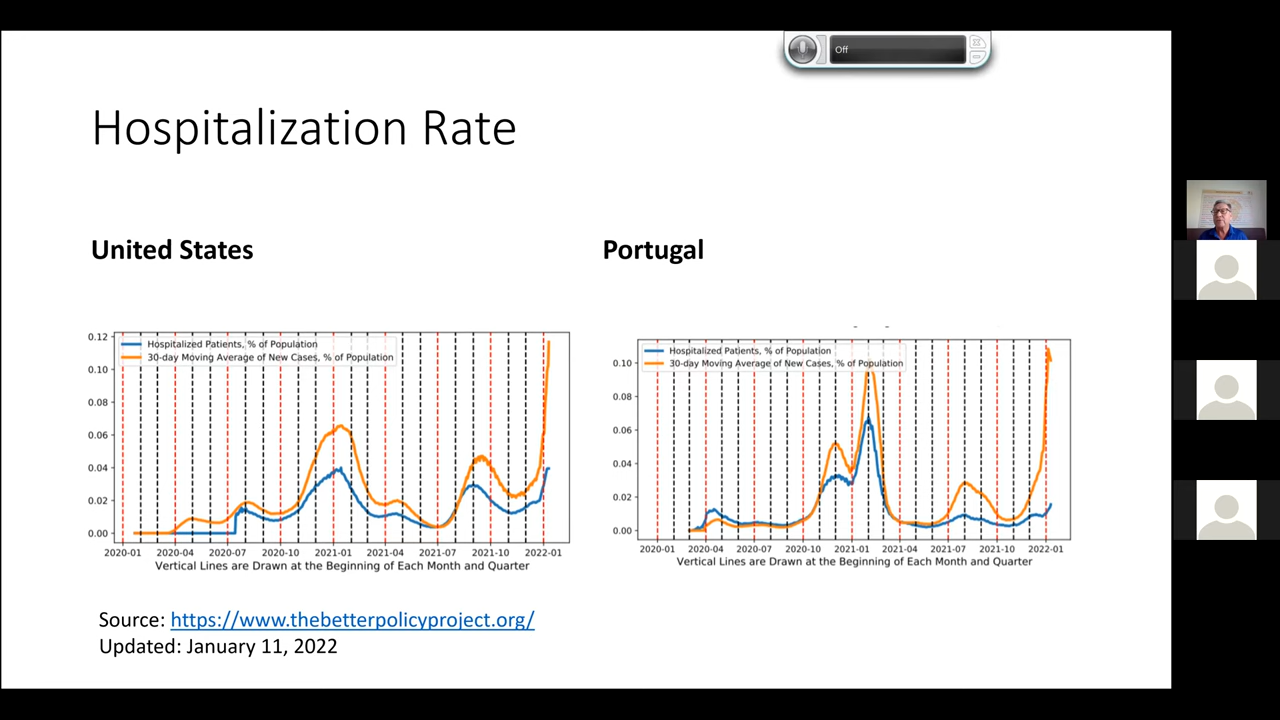 Off
Hospitalization Rate
United States
Portugal
0.12
0.10
0.08
0.06
0.04
0.02
0.00
Hospitalized Patients, % of Population
30-day Moving Average of New Cases, % of Population
2020-01 2020-04 2020-07 2020-10 2021-01 2021-04 2021-07 2021-10 2022-01
Vertical Lines are Drawn at the Beginning of Each Month and Quarter
0.10
0.08
0.06
0.04
0.02
0.00
Hospitalized Patients, % of Population
30-day Moving Average of New Cases, % of Population
2020-01 2020-04 2020-07 2020-10 2021-01 2021-04 2021-07 2021-10 2022-01
Vertical Lines are Drawn at the Beginning of Each Month and Quarter
Source: https://www.thebetterpolicyproject.org/
Updated: January 11, 2022